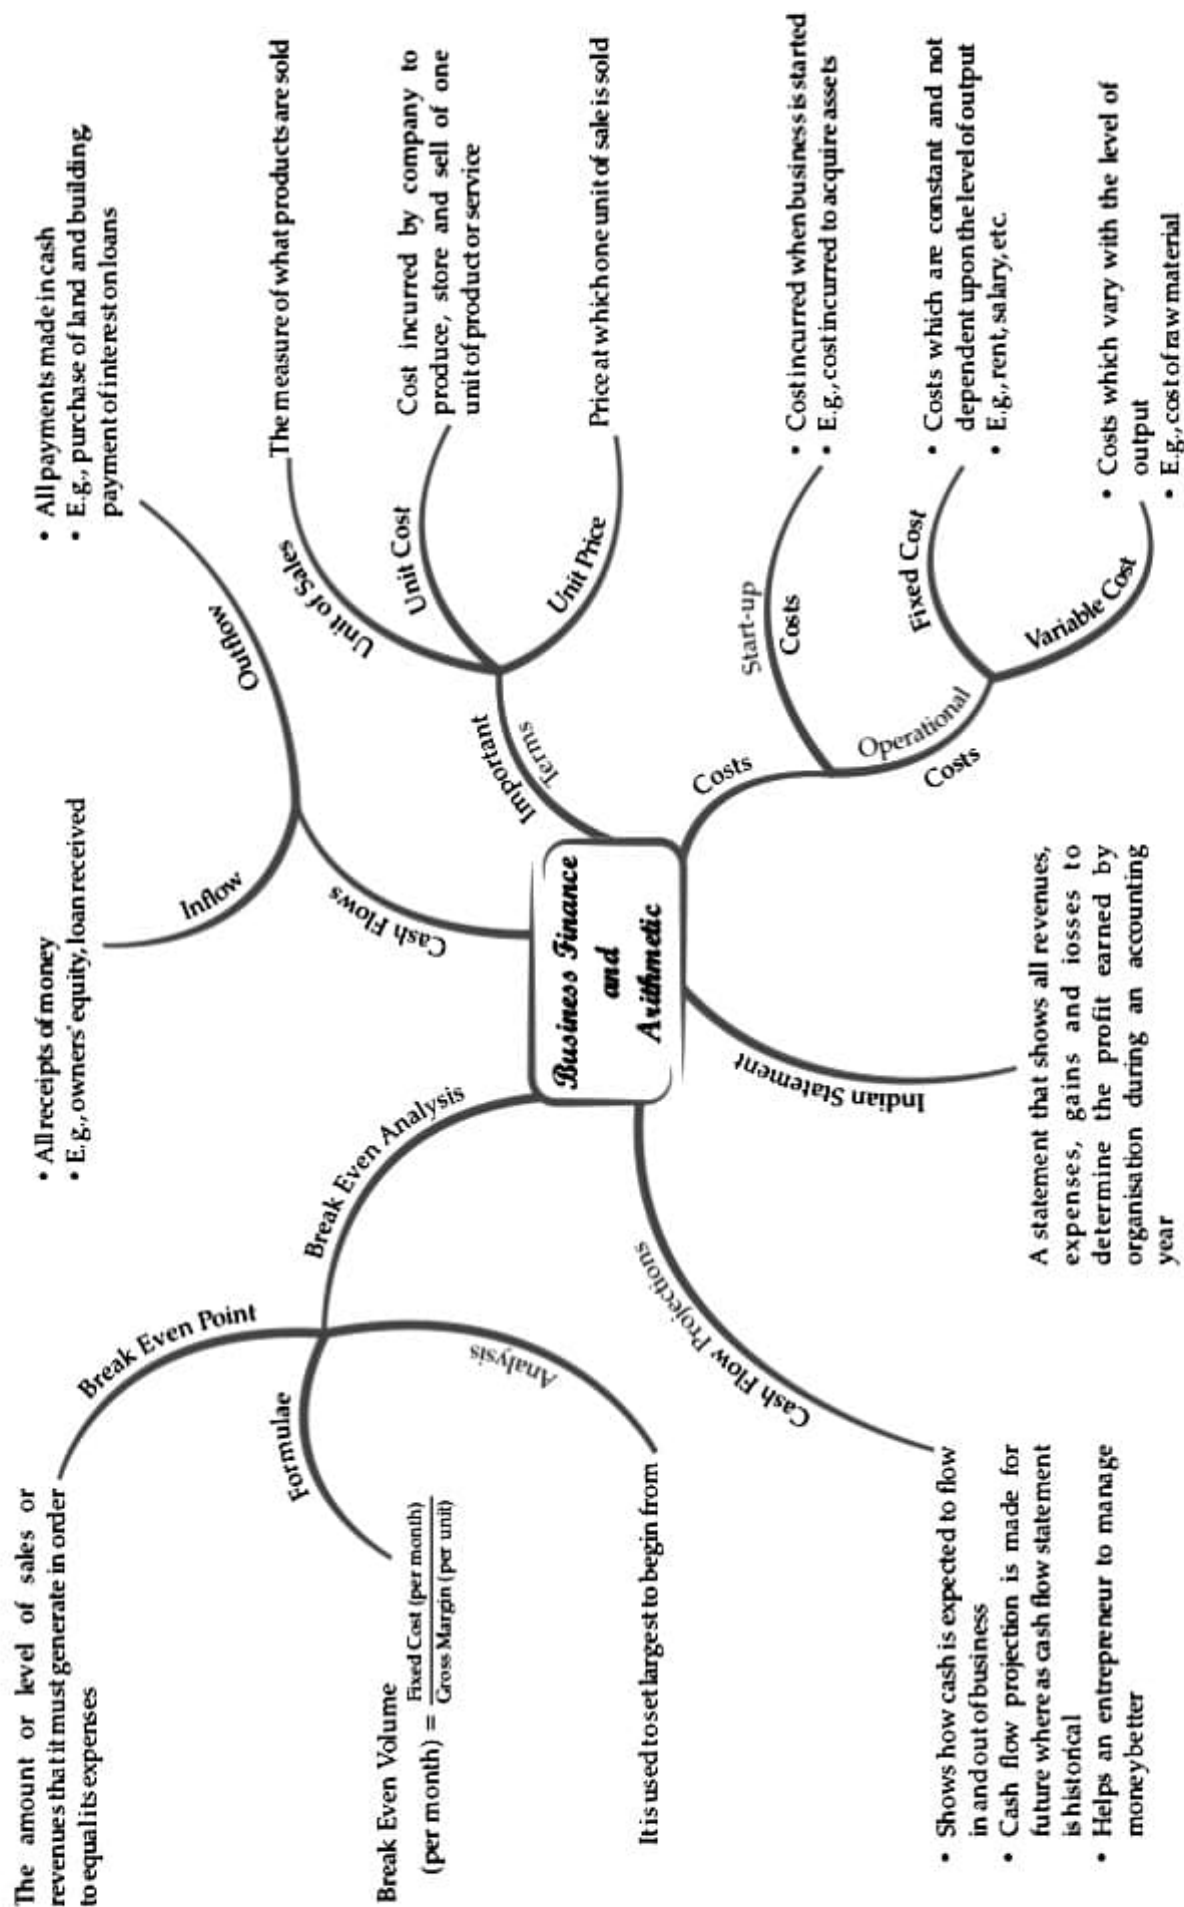 Business Finance
and
Arithmetic
Important
Terms
Unit of Sales
The measure of what products are sold
Unit Cost
Cost incurred by company to
produce, store and sell of one
unit of product or service
Unit Price
Price at which one unit of sale is sold
Costs
Start-up
Costs
• Cost incurred when business is started
• E.g., cost incurred to acquire assets
Operational
Costs
Fixed Cost
• Costs which are constant and not
dependent upon the level of output
• E.g., rent, salary, etc.
Variable Cost
• Costs which vary with the level of
output
• E.g., cost of raw material
Indian Statement
A statement that shows all revenues,
expenses, gains and iosses to
determine the profit earned by
organisation during an accounting
year
Cash Flow Projections
• Shows how cash is expected to flow
in and out of business
• Cash flow projection is made for
future where as cash flow statement
is historical
• Helps an entrepreneur to manage
money better
Break Even Analysis
Break Even Point
The amount or level of sales or
revenues that it must generate in order
to equal its expenses
Formulae
Break Even Volume
(per month) = Fixed Cost (per month)
Gross Margin (per unit)
Analysis
It is used to set largest to begin from
Cash Flows
Inflow
• All receipts of money
• E.g., owners' equity, loan received
Outflow
• All payments made in cash
• E.g., purchase of land and building,
payment of interest on loans